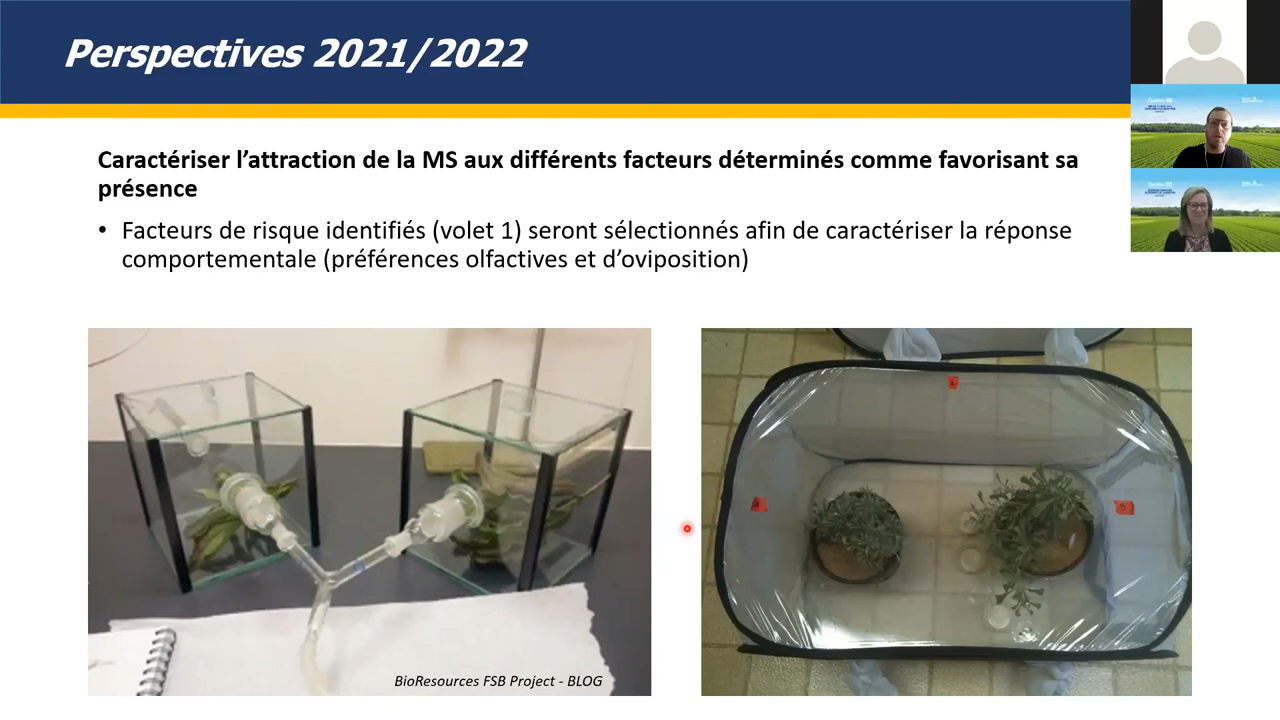 Perspectives 2021/2022
Caractériser l’attraction de la MS aux différents facteurs déterminés comme favorisant sa
présence
• Facteurs de risque identifiés (volet 1) seront sélectionnés afin de caractériser la réponse
comportementale (préférences olfactives et d’oviposition)
BioResources FSB Project - BLOG